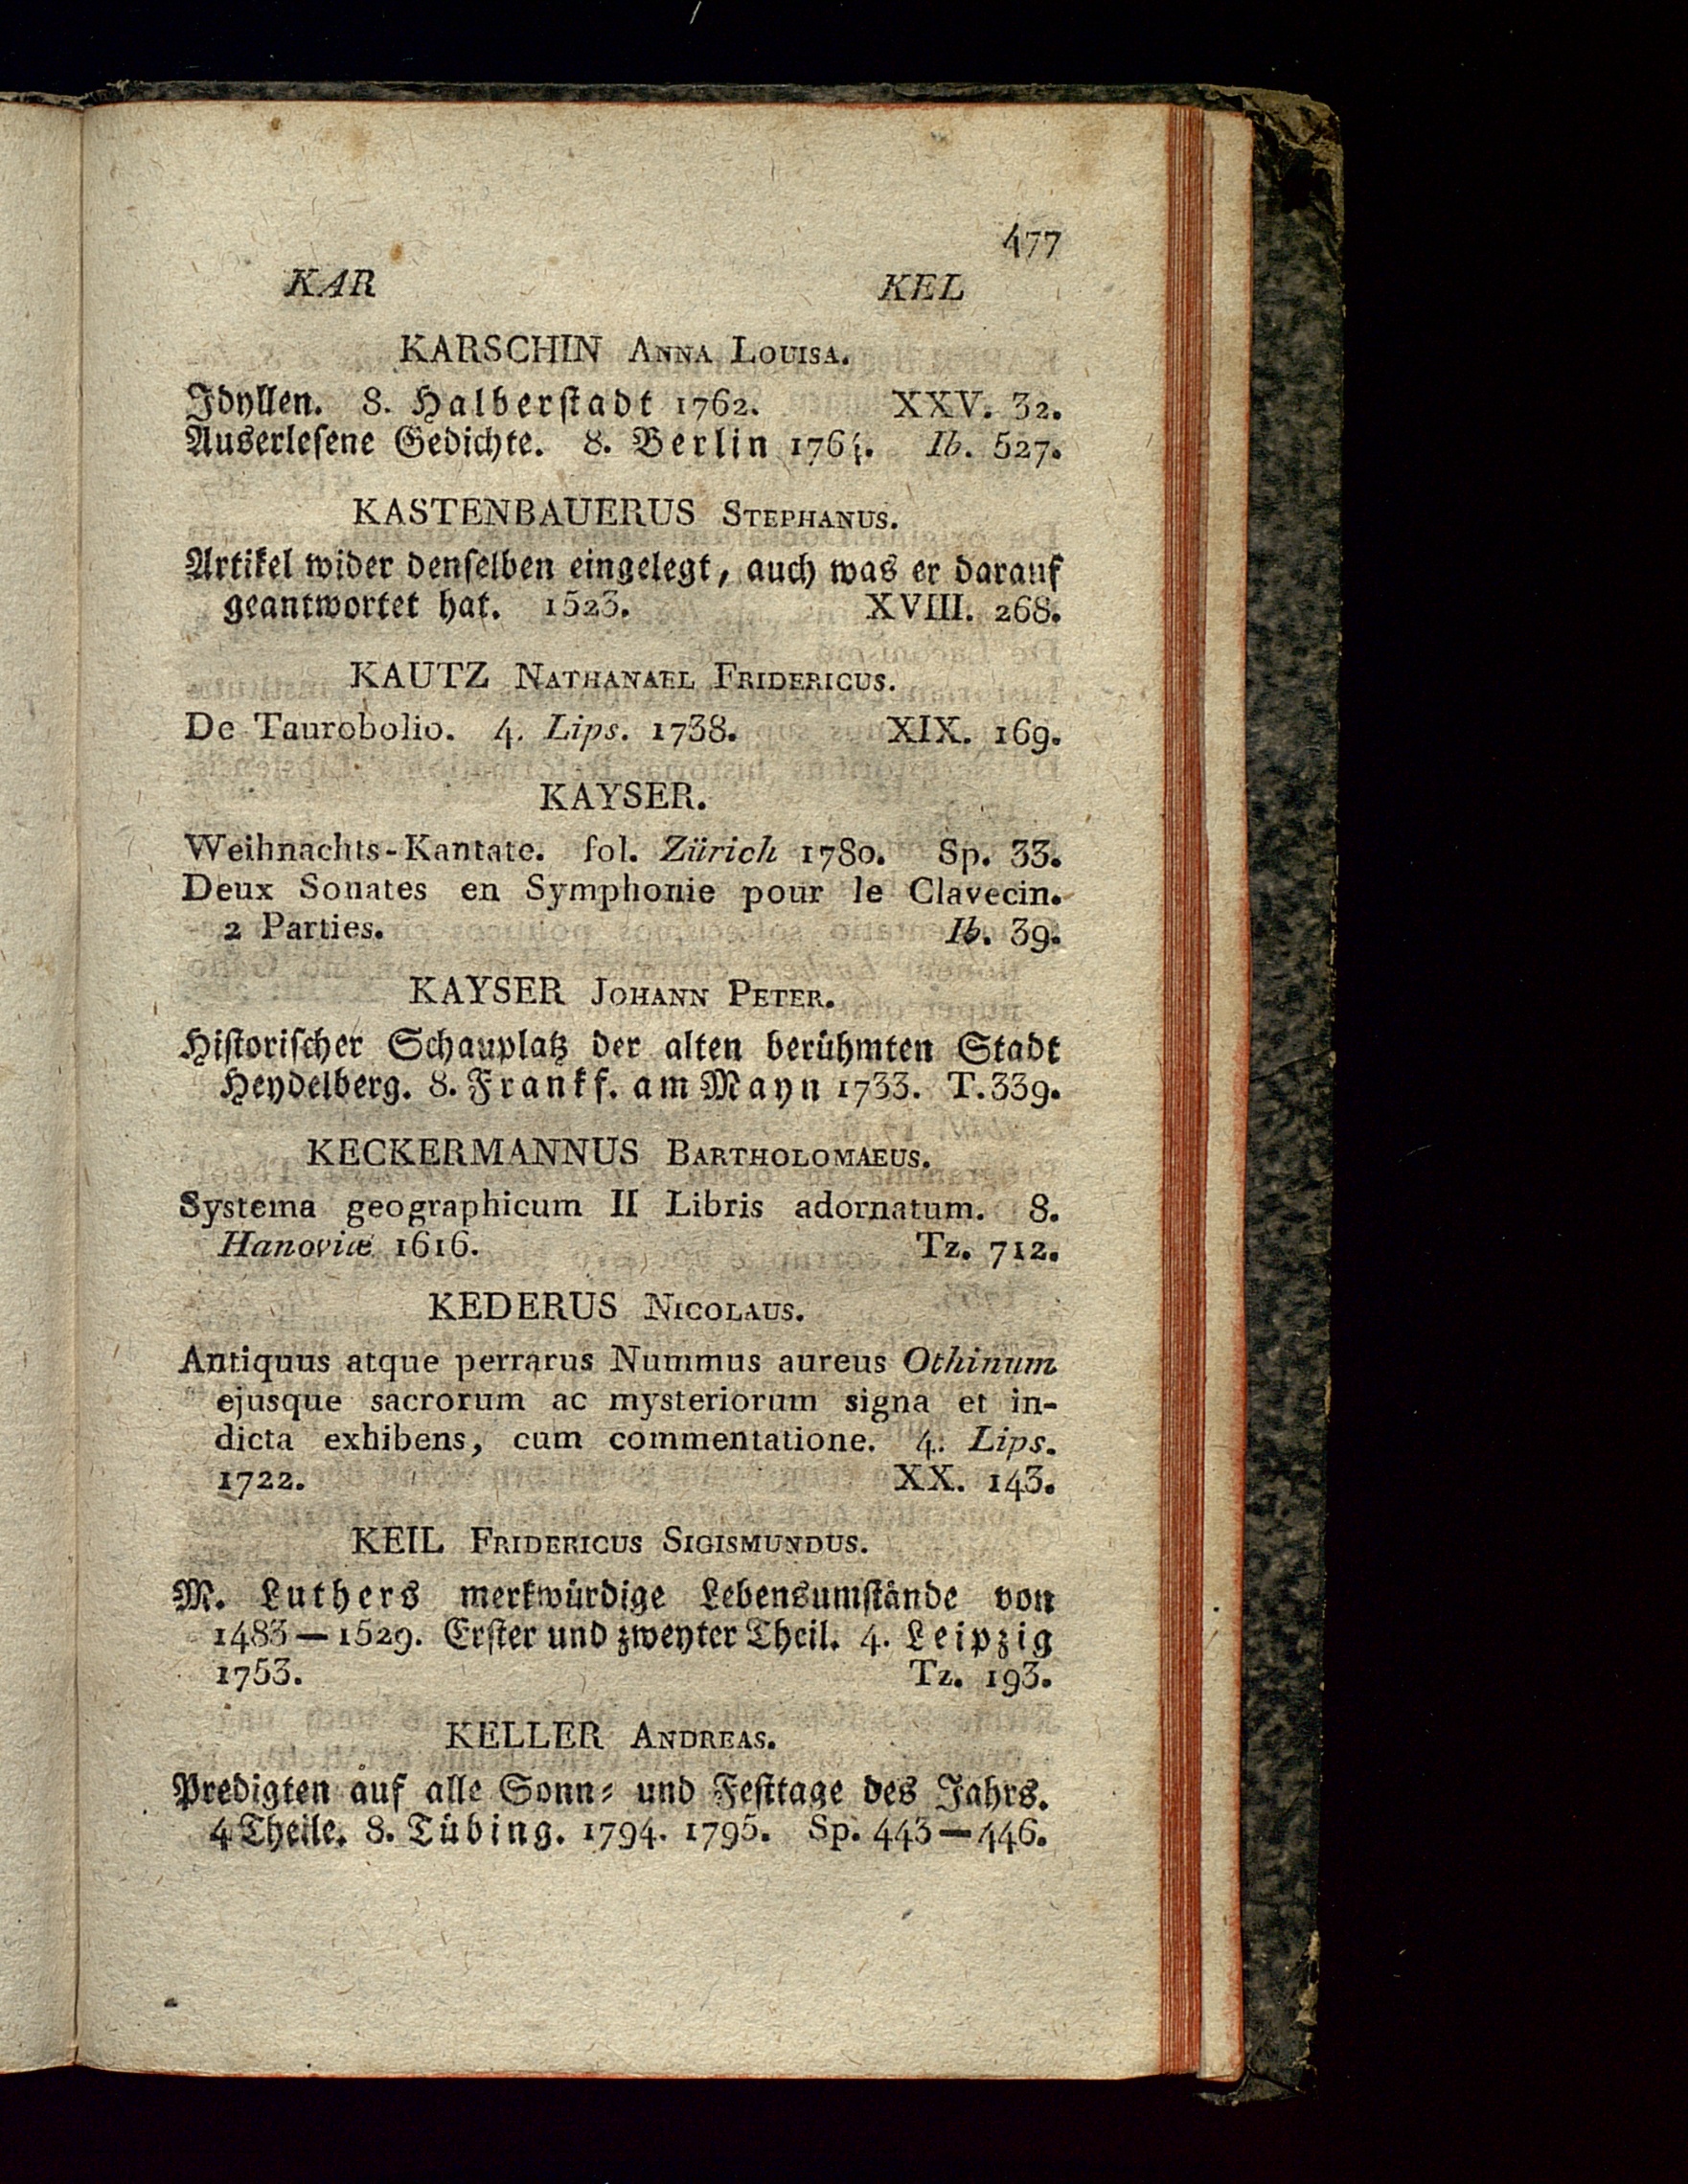 477
KAR KEL
KARSCHIN Anna Louisa.
Idyllen. 8. Halberſtadt 1762. XXV. 32.
Auserleſene Gedichte. 8. Berlin 1764. Ib. 527.
KASTENBAUERUS Stephanus.
Artikel wider denſelben eingelegt, auch was er darauf
geantwortet hat. 1523. XVIII. 268.
KAUTZ Nathanael Fridericus.
De Taurobolio. 4. Lips. 1738. XIX. 169.
KAYSER.
Weihnachts-Kantate. fol. Zürich 1780. Sp. 33.
Deux Sonates en Symphonie pour le Clavecin.
2 Parties. Ib. 39.
KAYSER Johann Peter.
Hiſtoriſcher Schauplatz der alten berühmten Stadt
Heydelberg. 8. Frankf. am Mayn 1733. T. 339.
KECKERMANNUS Bartholomaeus.
Systema geographicum II Libris adornatum. 8.
Hanoviæ 1616. Tz. 712.
KEDERUS Nicolaus.
Antiquus atque perrarus Nummus aureus Othinum
ejusque sacrorum ac mysteriorum signa et in-
dicta exhibens, cum commentatione. 4. Lips.
1722. XX. 143.
KEIL Fridericus Sigismundus.
M. Luthers merkwürdige Lebensumſtände von
1483—1529. Erſter und zweyter Theil. 4. Leipzig
1753. Tz. 193.
KELLER Andreas.
Predigten auf alle Sonn- und Feſttage des Jahrs.
4 Theile. 8. Tübing. 1794. 1795. Sp. 443—446.